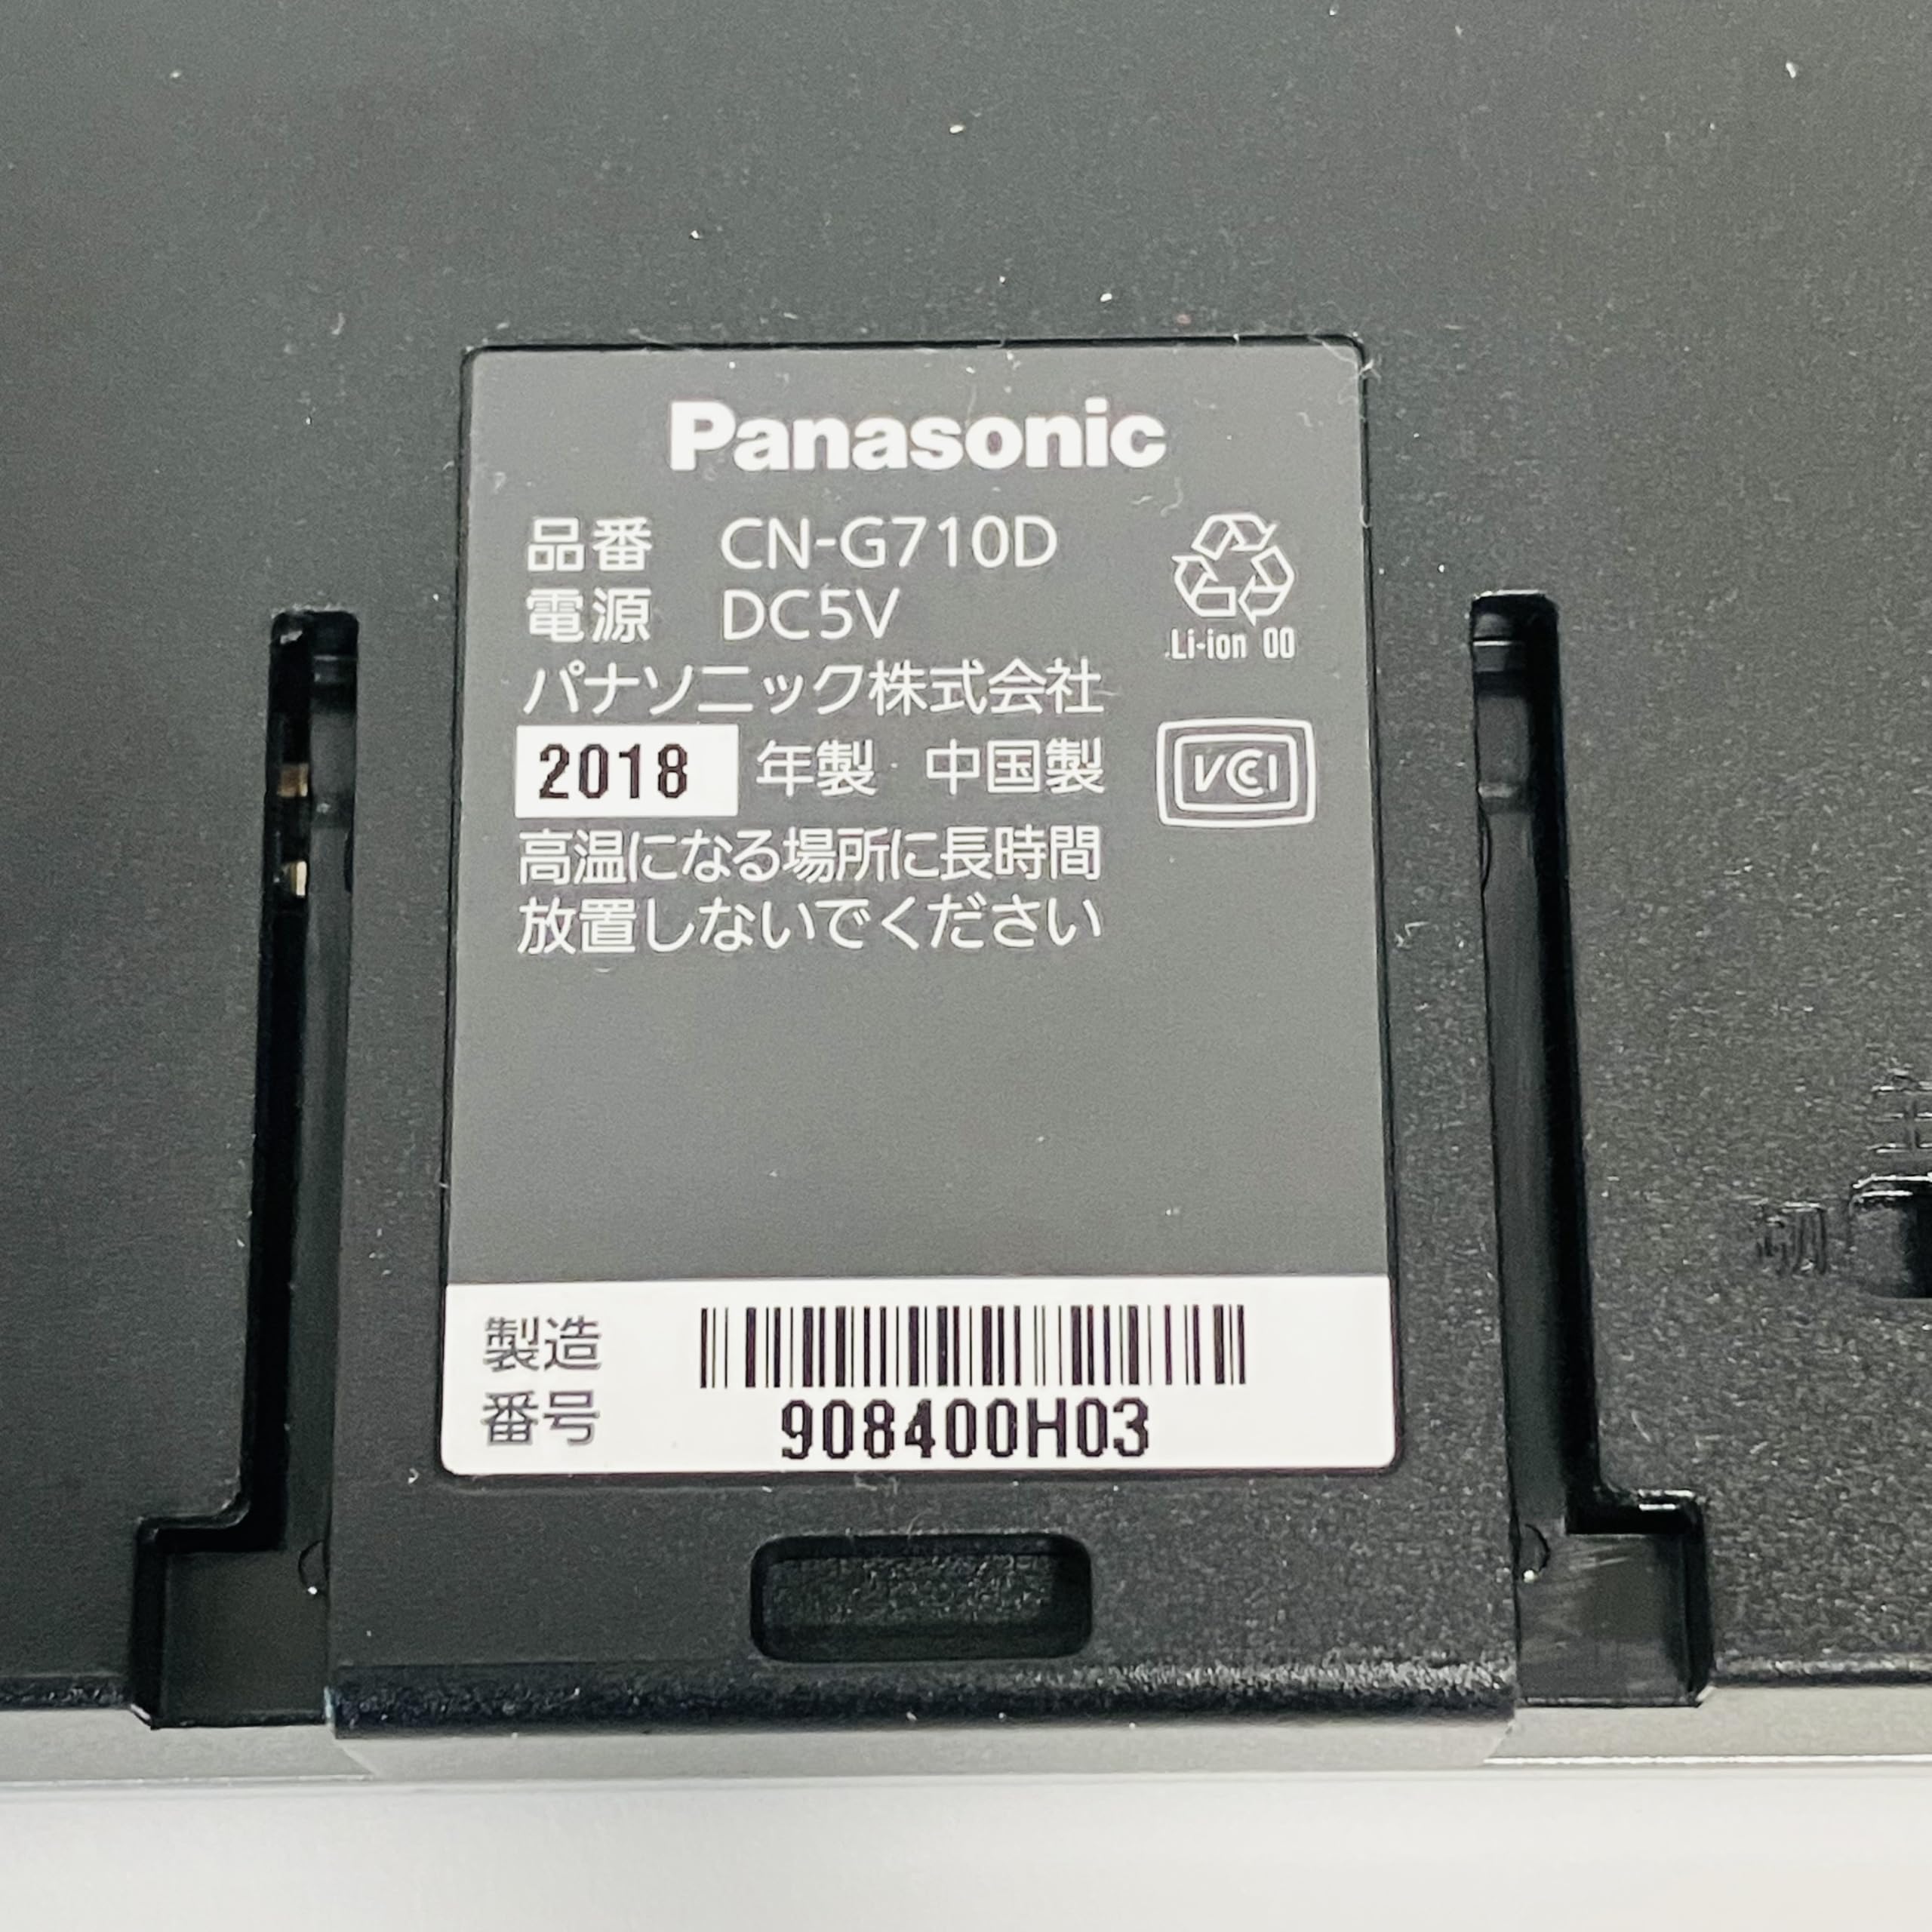 Panasonic
品番 CN-G710D
電源 DC5V
Li-ion 00
パナソニック株式会社
2018 年製 中国製
VCCI
高温になる場所に長時間
放置しないでください
製造
番号
908400H03
切